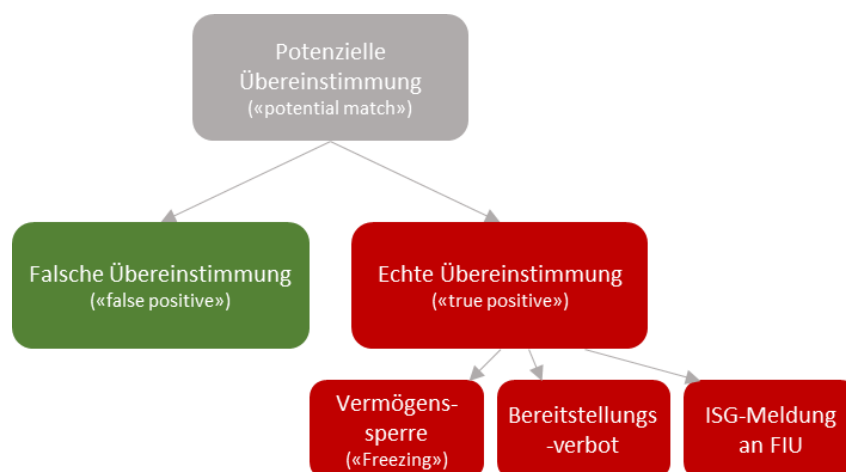 Potenzielle
Übereinstimmung
(«potential match»)
Falsche Übereinstimmung
(«false positive»)
Echte Übereinstimmung
(«true positive»)
Vermögens-
sperre
(«Freezing»)
Bereitstellungs
-verbot
ISG-Meldung
an FIU